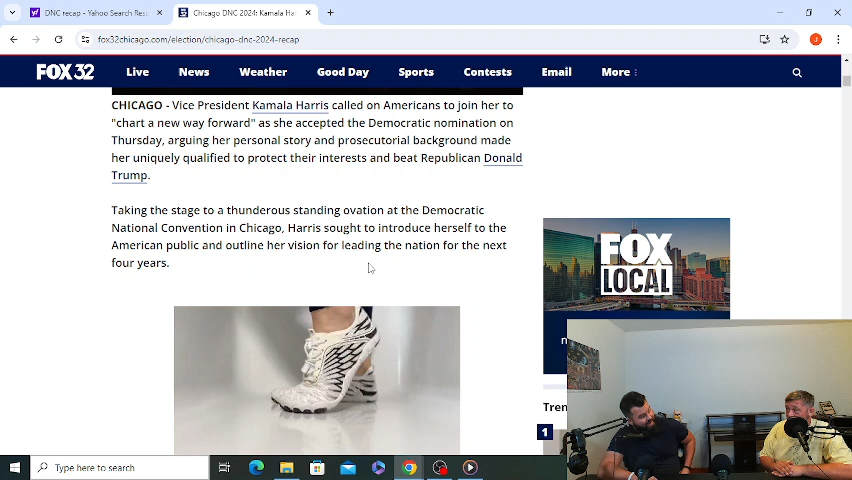 DNC recap - Yahoo Search Resu
Chicago DNC 2024: Kamala Har
fox32chicago.com/election/chicago-dnc-2024-recap
FOX 32
Live
News
Weather
Good Day
Sports
Contests
Email
More
CHICAGO - Vice President Kamala Harris called on Americans to join her to
"chart a new way forward" as she accepted the Democratic nomination on
Thursday, arguing her personal story and prosecutorial background made
her uniquely qualified to protect their interests and beat Republican Donald
Trump.
Taking the stage to a thunderous standing ovation at the Democratic
National Convention in Chicago, Harris sought to introduce herself to the
American public and outline her vision for leading the nation for the next
four years.
FOX
LOCAL
n
Tren
1
Type here to search